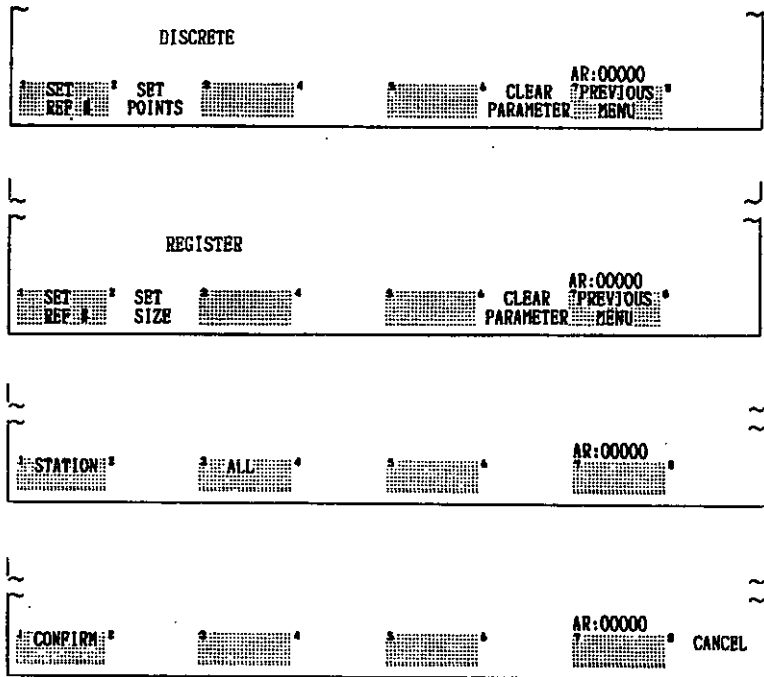 DISCRETE
AR:00000
1 SET 2 SET 3 4 5 6 CLEAR 7 PREVIOUS 8
REF # POINTS PARAMETER MENU
REGISTER
AR:00000
1 SET 2 SET 3 4 5 6 CLEAR 7 PREVIOUS 8
REF # SIZE PARAMETER MENU
AR:00000
1 STATION 2 3 ALL 4 5 6 7 8
AR:00000
1 CONFIRM 2 3 4 5 6 7 8 CANCEL